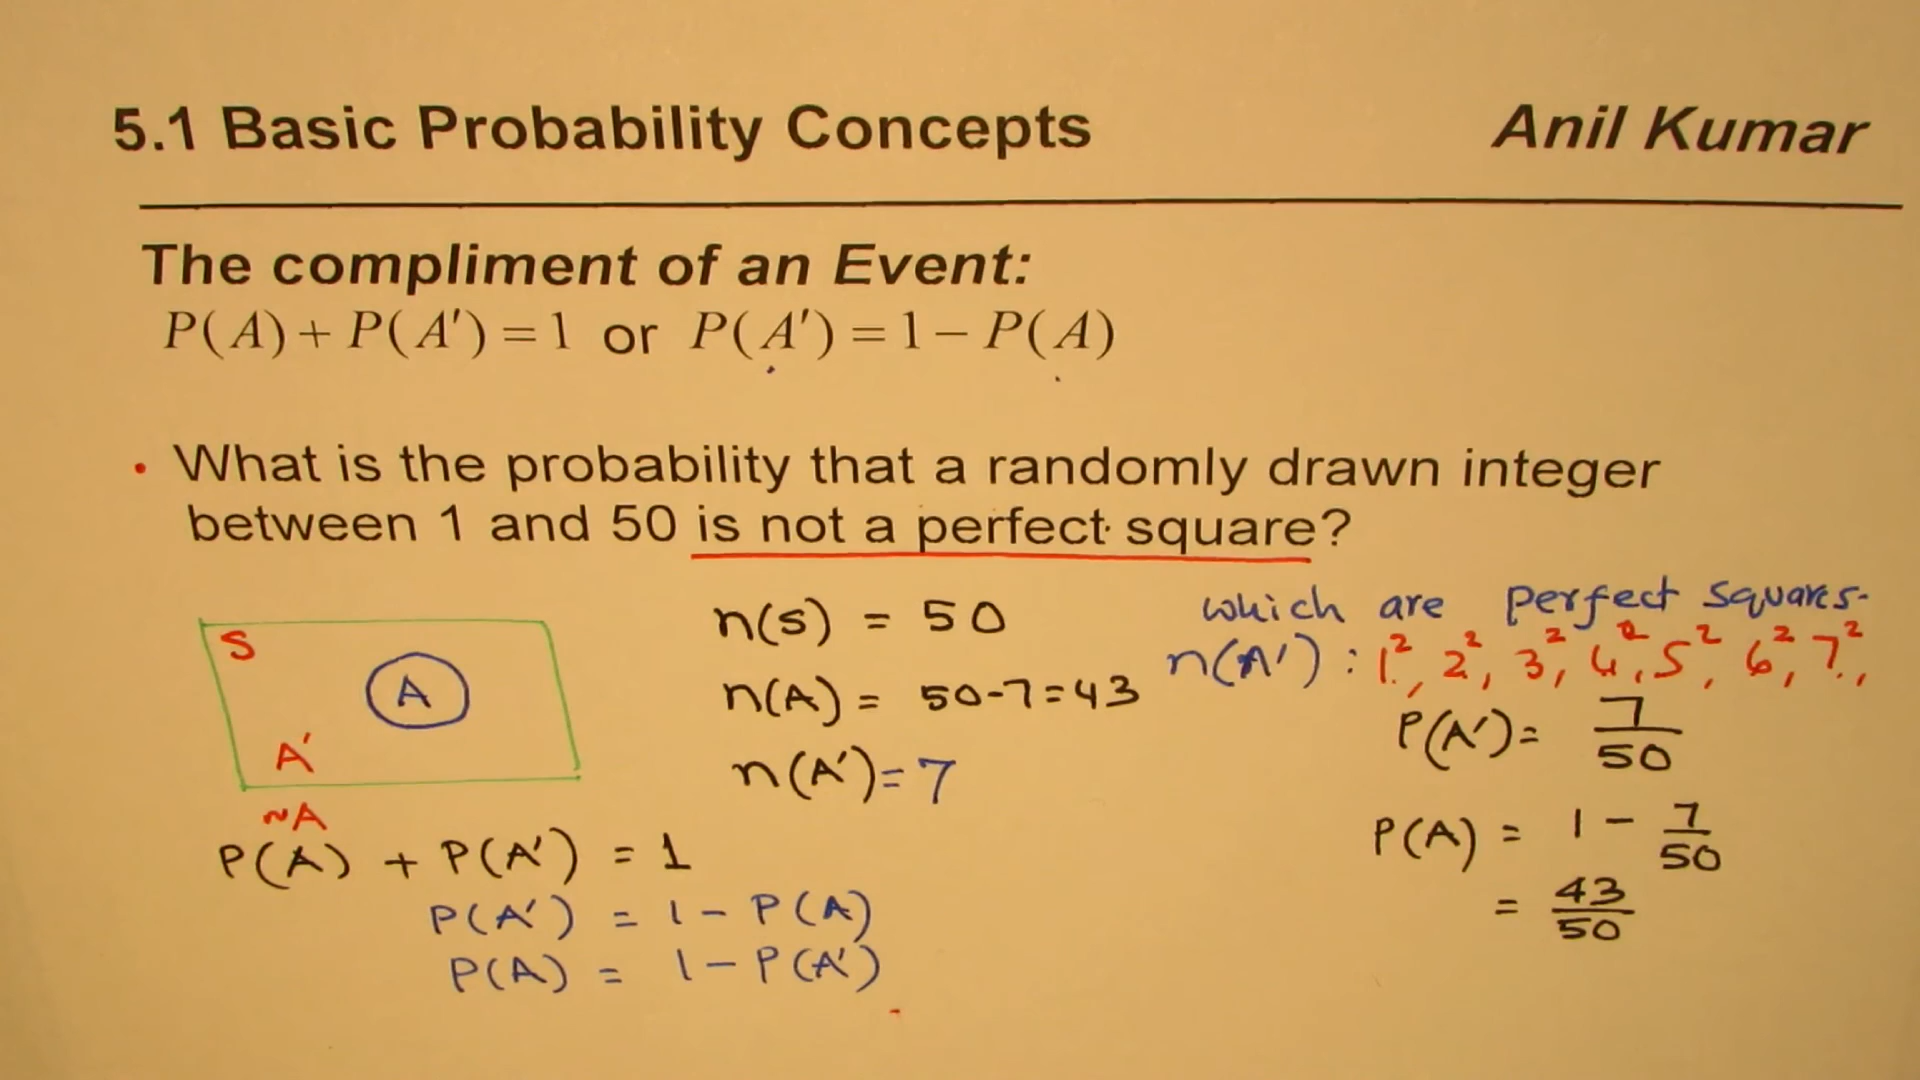 5.1 Basic Probability Concepts Anil Kumar
The compliment of an Event:
P(A) + P(A') = 1 or P(A') = 1 − P(A)
• What is the probability that a randomly drawn integer
between 1 and 50 is not a perfect square?
which are perfect squares.
n(A') : 1², 2², 3², 4², 5², 6², 7²,
S
A
A'
~A
n(s) = 50
n(A) = 50-7=43
n(A')= 7
P(A')= 7/50
P(A) = 1 - 7/50
= 43/50
P(A) + P(A') = 1
P(A') = 1 - P(A)
P(A) = 1 - P(A')